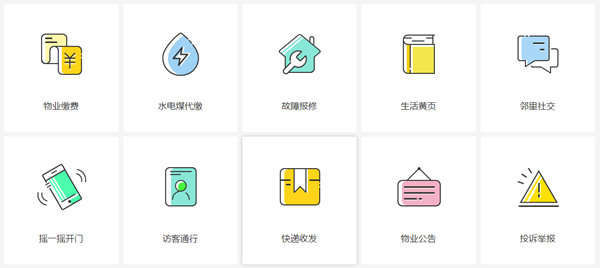 物业缴费
水电煤代缴
故障报修
生活黄页
邻里社交
摇一摇开门
访客通行
快递收发
物业公告
投诉举报